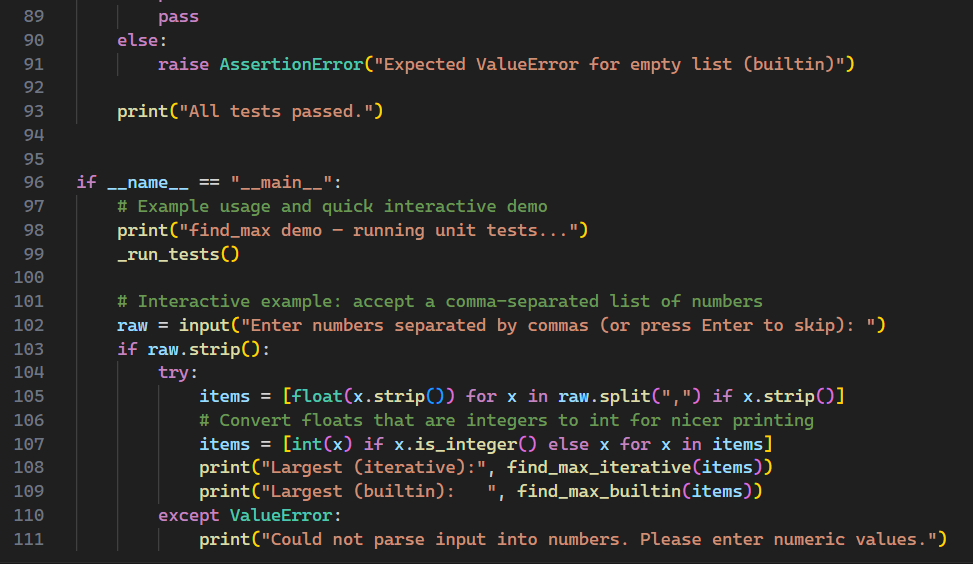 89            pass
90        else:
91            raise AssertionError("Expected ValueError for empty list (builtin)")
92
93        print("All tests passed.")
94
95
96    if __name__ == "__main__":
97        # Example usage and quick interactive demo
98        print("find_max demo — running unit tests...")
99        _run_tests()
100
101        # Interactive example: accept a comma-separated list of numbers
102        raw = input("Enter numbers separated by commas (or press Enter to skip): ")
103        if raw.strip():
104            try:
105                items = [float(x.strip()) for x in raw.split(",") if x.strip()]
106                # Convert floats that are integers to int for nicer printing
107                items = [int(x) if x.is_integer() else x for x in items]
108                print("Largest (iterative):", find_max_iterative(items))
109                print("Largest (builtin):   ", find_max_builtin(items))
110            except ValueError:
111                print("Could not parse input into numbers. Please enter numeric values.")